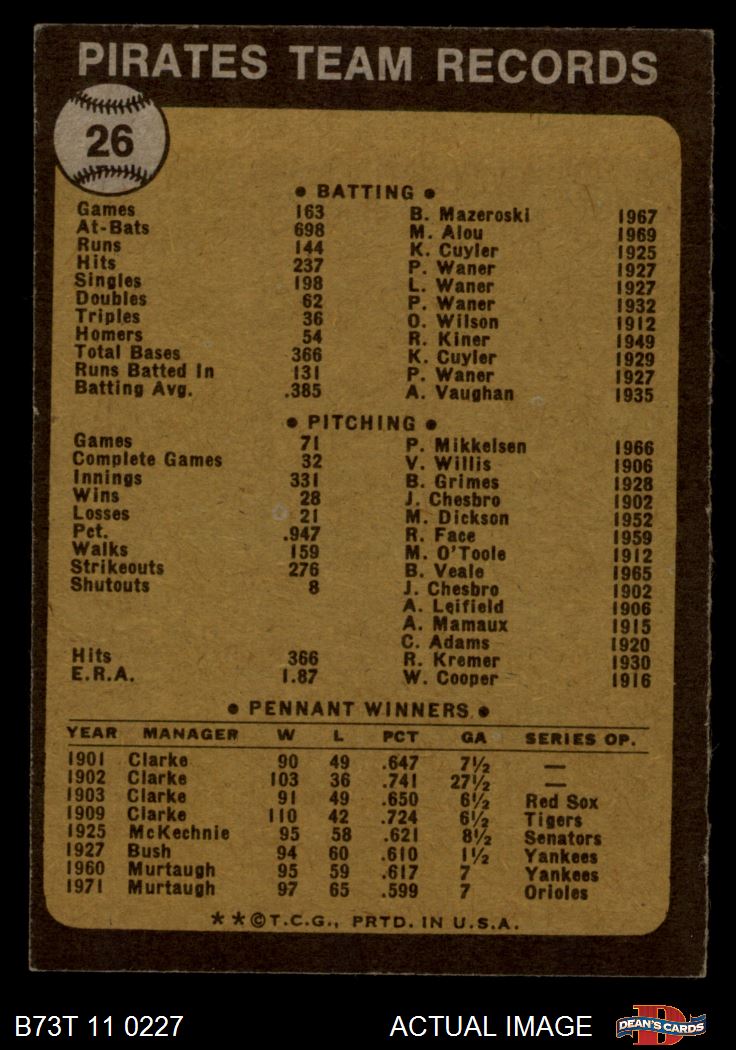 PIRATES TEAM RECORDS
26
• BATTING •
Games 163 B. Mazeroski 1967
At-Bats 698 M. Alou 1969
Runs 144 K. Cuyler 1925
Hits 237 P. Waner 1927
Singles 198 L. Waner 1927
Doubles 62 P. Waner 1932
Triples 36 O. Wilson 1912
Homers 54 R. Kiner 1949
Total Bases 366 K. Cuyler 1929
Runs Batted In 131 P. Waner 1927
Batting Avg. .385 A. Vaughan 1935
• PITCHING •
Games 71 P. Mikkelsen 1966
Complete Games 32 V. Willis 1906
Innings 331 B. Grimes 1928
Wins 28 J. Chesbro 1902
Losses 21 M. Dickson 1952
Pct. .947 R. Face 1959
Walks 159 M. O'Toole 1912
Strikeouts 276 B. Veale 1965
Shutouts 8 J. Chesbro 1902
A. Leifield 1906
A. Mamaux 1915
C. Adams 1920
Hits 366 R. Kremer 1930
E.R.A. 1.87 W. Cooper 1916
• PENNANT WINNERS •
YEAR MANAGER W L PCT GA SERIES OP.
1901 Clarke 90 49 .647 7½ —
1902 Clarke 103 36 .741 27½ —
1903 Clarke 91 49 .650 6½ Red Sox
1909 Clarke 110 42 .724 6½ Tigers
1925 McKechnie 95 58 .621 8½ Senators
1927 Bush 94 60 .610 1½ Yankees
1960 Murtaugh 95 59 .617 7 Yankees
1971 Murtaugh 97 65 .599 7 Orioles
**©T.C.G., PRTD. IN U.S.A.
B73T 11 0227 ACTUAL IMAGE D DEAN'S CARDS